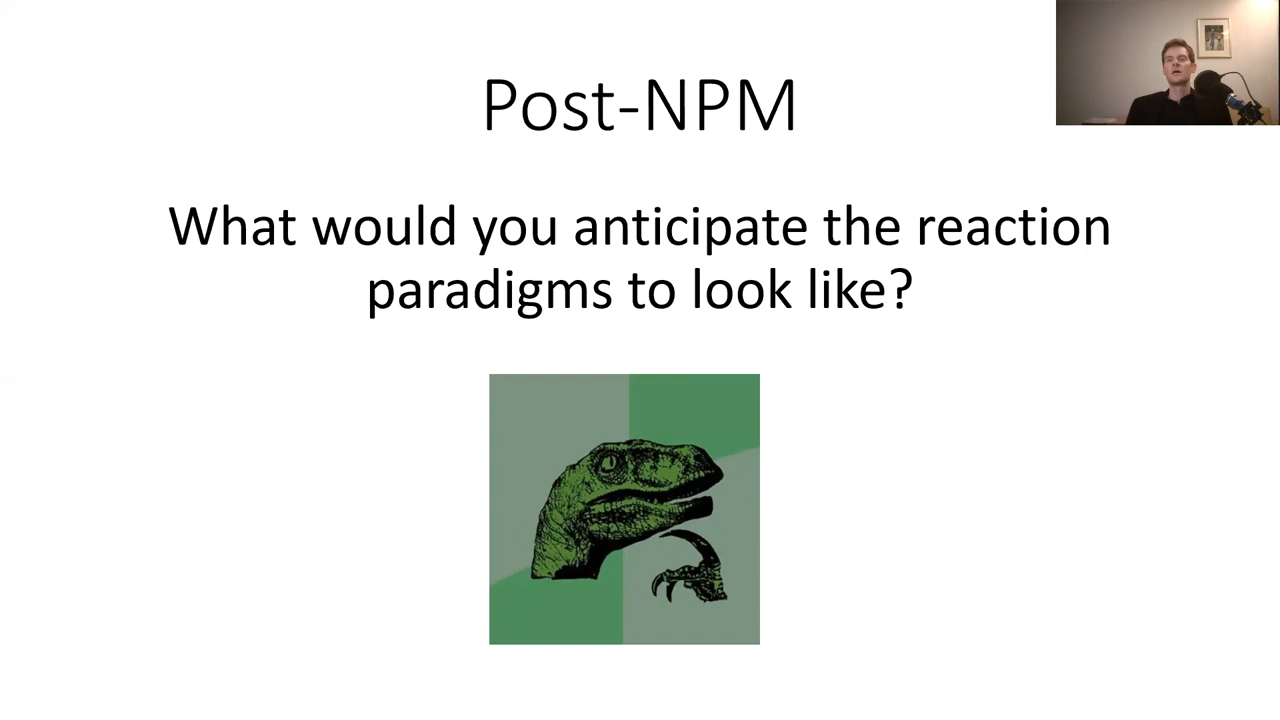 Post-NPM
What would you anticipate the reaction
paradigms to look like?